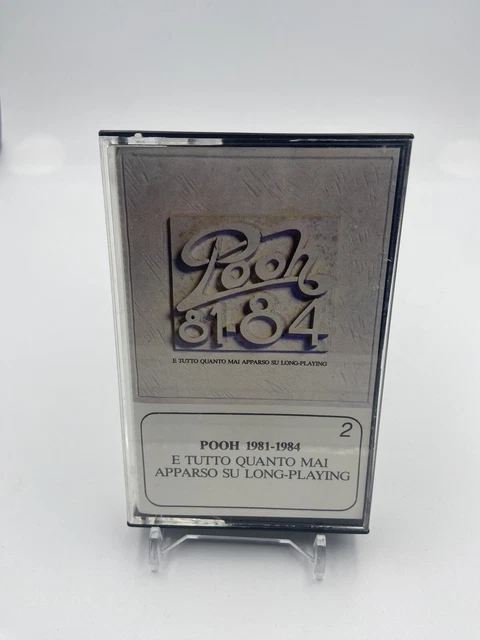 Pooh
81-84
E TUTTO QUANTO MAI APPARSO SU LONG-PLAYING
2
POOH 1981-1984
E TUTTO QUANTO MAI
APPARSO SU LONG-PLAYING